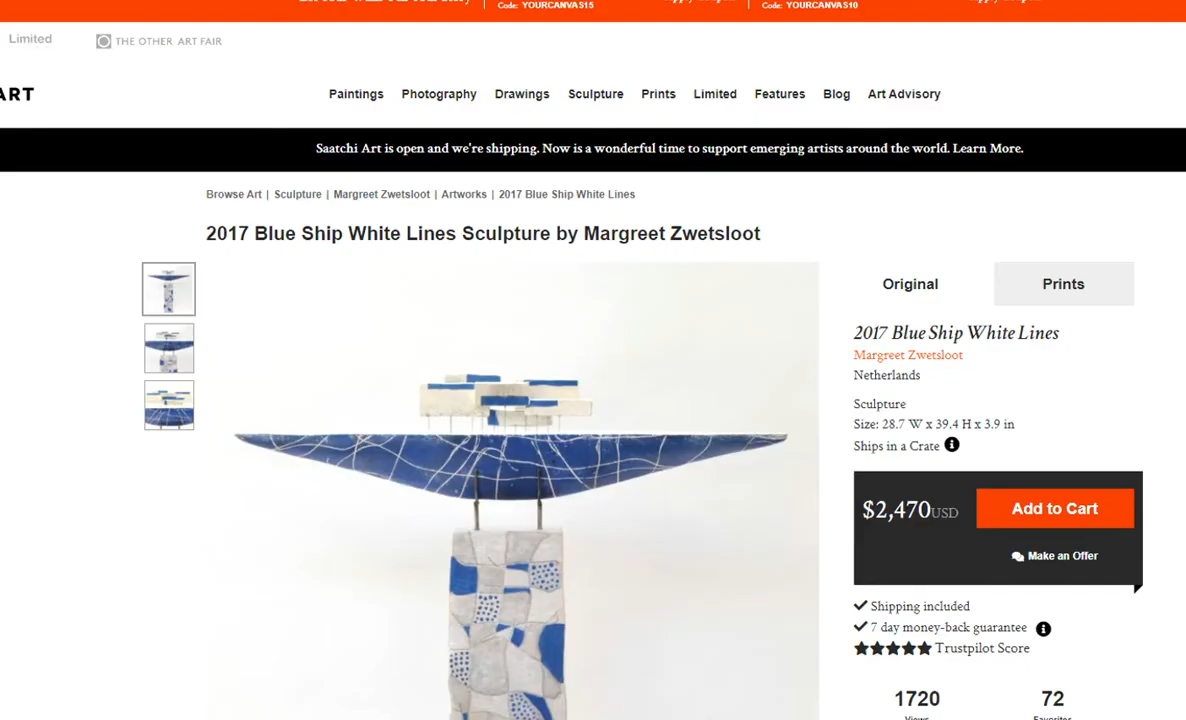 Code: YOURCANVAS15
Code: YOURCANVAS10
Limited
THE OTHER ART FAIR
ART
Paintings Photography Drawings Sculpture Prints Limited Features Blog Art Advisory
Saatchi Art is open and we're shipping. Now is a wonderful time to support emerging artists around the world. Learn More.
Browse Art | Sculpture | Margreet Zwetsloot | Artworks | 2017 Blue Ship White Lines
2017 Blue Ship White Lines Sculpture by Margreet Zwetsloot
Original
Prints
2017 Blue Ship White Lines
Margreet Zwetsloot
Netherlands
Sculpture
Size: 28.7 W x 39.4 H x 3.9 in
Ships in a Crate
$2,470USD
Add to Cart
Make an Offer
Shipping included
7 day money-back guarantee
Trustpilot Score
1720
72
Views
Favorites